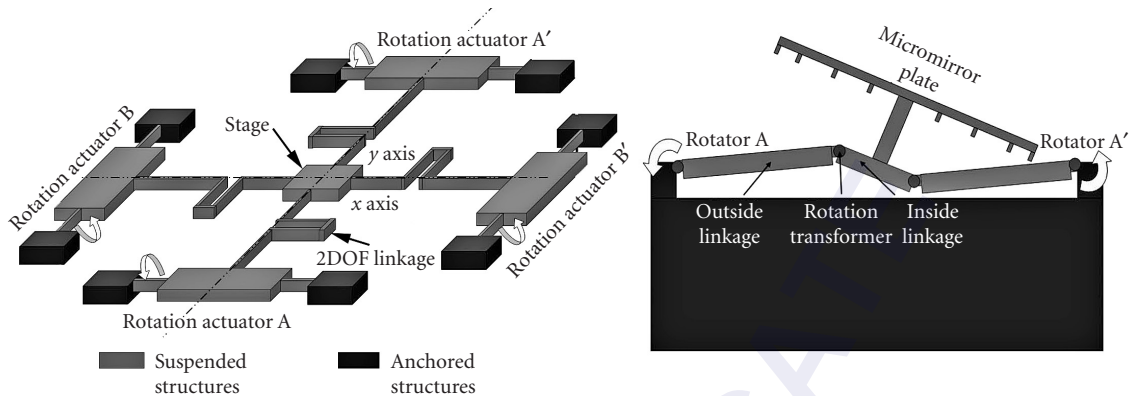 Rotation actuator A′
Rotation actuator B
Stage
y axis
x axis
Rotation actuator B′
2DOF linkage
Rotation actuator A
Suspended
structures
Anchored
structures
Micromirror
plate
Rotator A
Rotator A′
Outside
linkage
Rotation
transformer
Inside
linkage